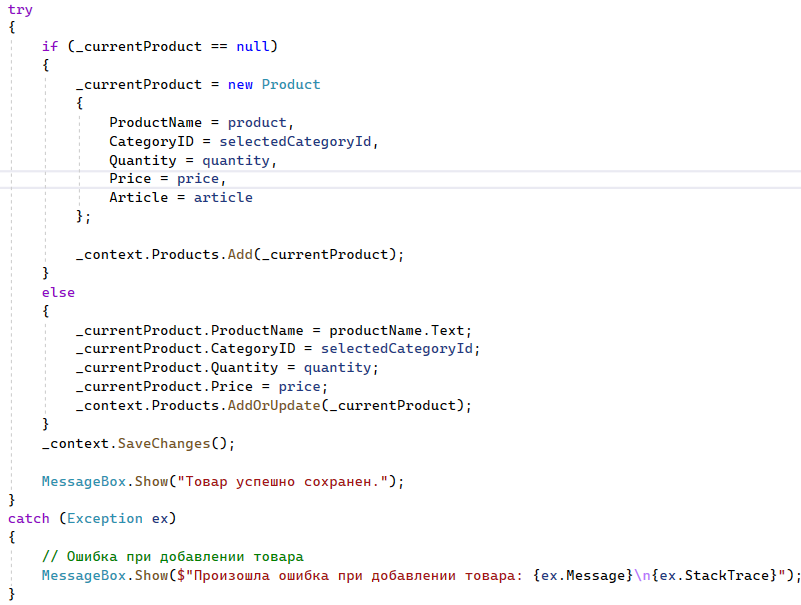 try
{
if (_currentProduct == null)
{
_currentProduct = new Product
{
ProductName = product,
CategoryID = selectedCategoryId,
Quantity = quantity,
Price = price,
Article = article
};
_context.Products.Add(_currentProduct);
}
else
{
_currentProduct.ProductName = productName.Text;
_currentProduct.CategoryID = selectedCategoryId;
_currentProduct.Quantity = quantity;
_currentProduct.Price = price;
_context.Products.AddOrUpdate(_currentProduct);
}
_context.SaveChanges();
MessageBox.Show("Товар успешно сохранен.");
}
catch (Exception ex)
{
// Ошибка при добавлении товара
MessageBox.Show($"Произошла ошибка при добавлении товара: {ex.Message}\n{ex.StackTrace}");
}